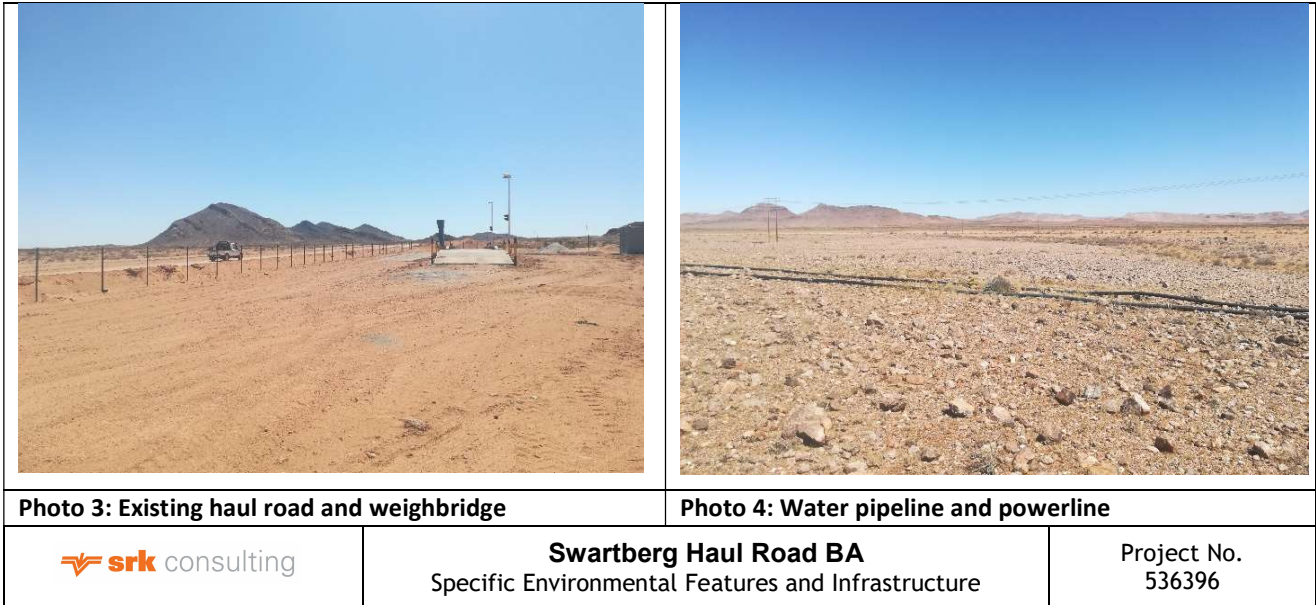 Photo 3: Existing haul road and weighbridge
Photo 4: Water pipeline and powerline
srk consulting
Swartberg Haul Road BA
Specific Environmental Features and Infrastructure
Project No.
536396